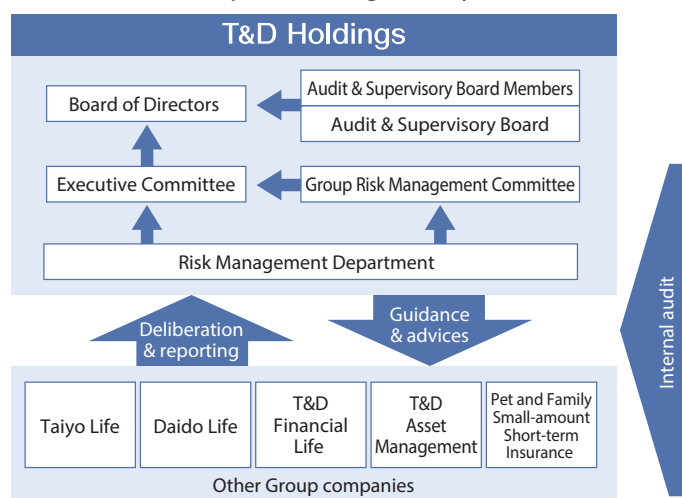 T&D Holdings
Board of Directors
Audit & Supervisory Board Members
Audit & Supervisory Board
Executive Committee
Group Risk Management Committee
Risk Management Department
Deliberation
& reporting
Guidance
& advices
Internal audit
Taiyo Life
Daido Life
T&D
Financial
Life
T&D
Asset
Management
Pet and Family
Small-amount
Short-term
Insurance
Other Group companies